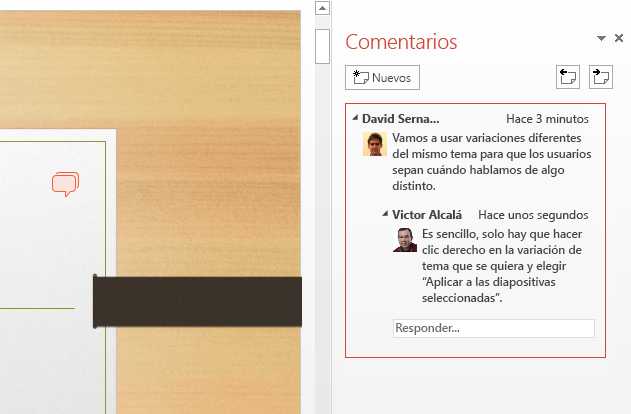 Comentarios
Nuevos
David Serna... Hace 3 minutos
Vamos a usar variaciones diferentes
del mismo tema para que los usuarios
sepan cuándo hablamos de algo
distinto.
Victor Alcalá Hace unos segundos
Es sencillo, solo hay que hacer
clic derecho en la variación de
tema que se quiera y elegir
“Aplicar a las diapositivas
seleccionadas”.
Responder...